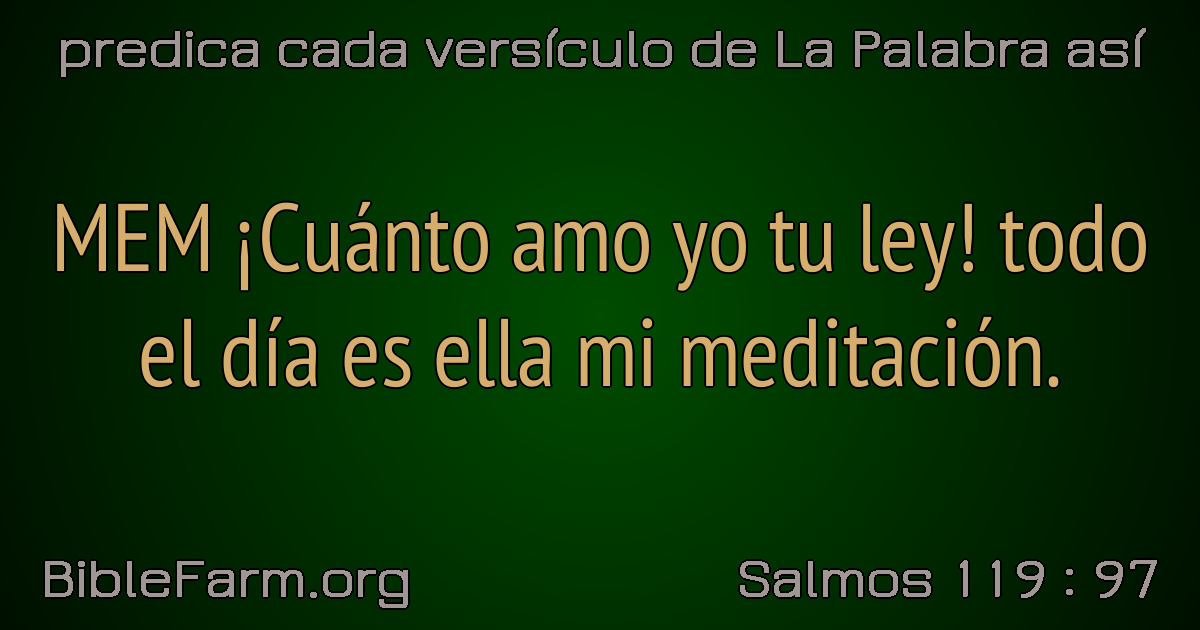 predica cada versículo de La Palabra así
MEM ¡Cuánto amo yo tu ley! todo
el día es ella mi meditación.
BibleFarm.org
Salmos 119 : 97